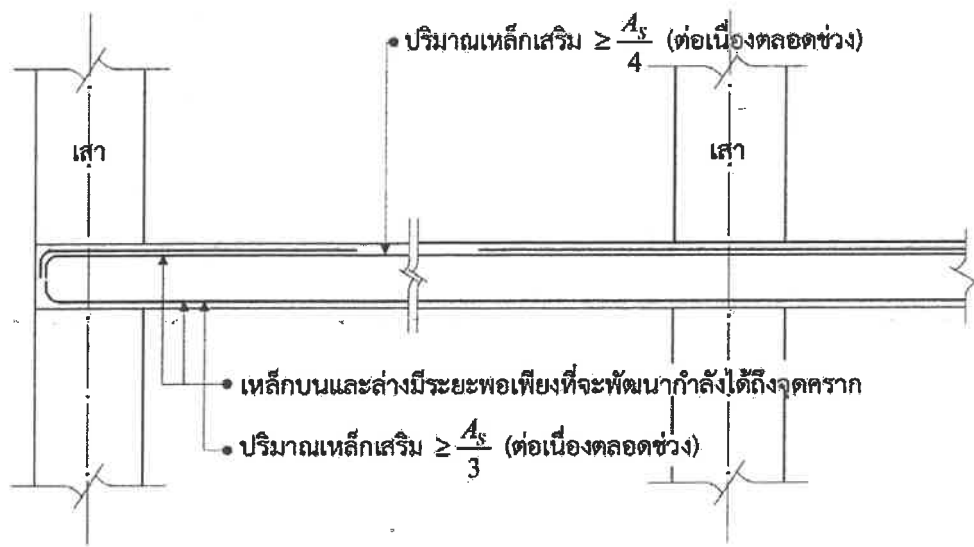 ปริมาณเหล็กเสริม ≥ A_s/4 (ต่อเนื่องตลอดช่วง)
เสา
เสา
เหล็กบนและล่างมีระยะพอเพียงที่จะพัฒนากำลังได้ถึงจุดคราก
ปริมาณเหล็กเสริม ≥ A_s/3 (ต่อเนื่องตลอดช่วง)